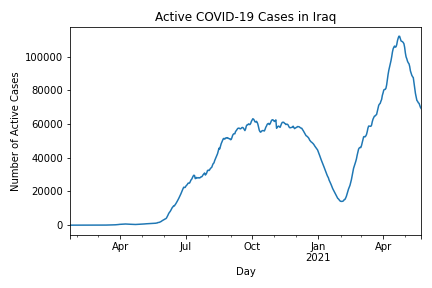 Active COVID-19 Cases in Iraq
Number of Active Cases
100000
80000
60000
40000
20000
0
Apr Jul Oct Jan Apr
2021
Day